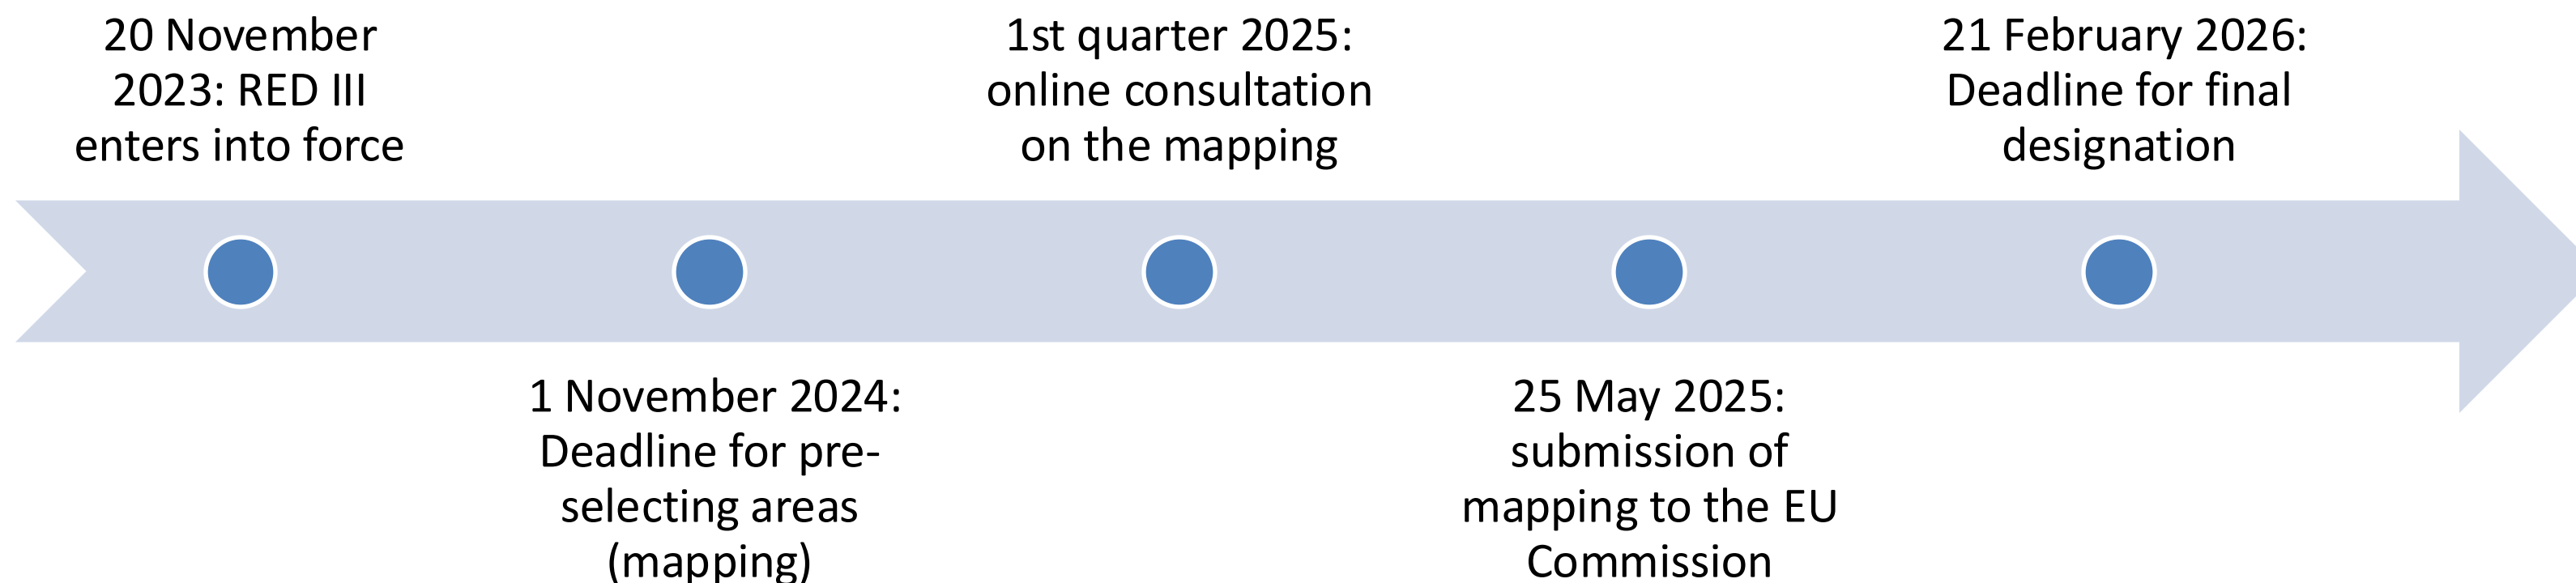 20 November
2023: RED III
enters into force
1 November 2024:
Deadline for pre-
selecting areas
(mapping)
1st quarter 2025:
online consultation
on the mapping
25 May 2025:
submission of
mapping to the EU
Commission
21 February 2026:
Deadline for final
designation